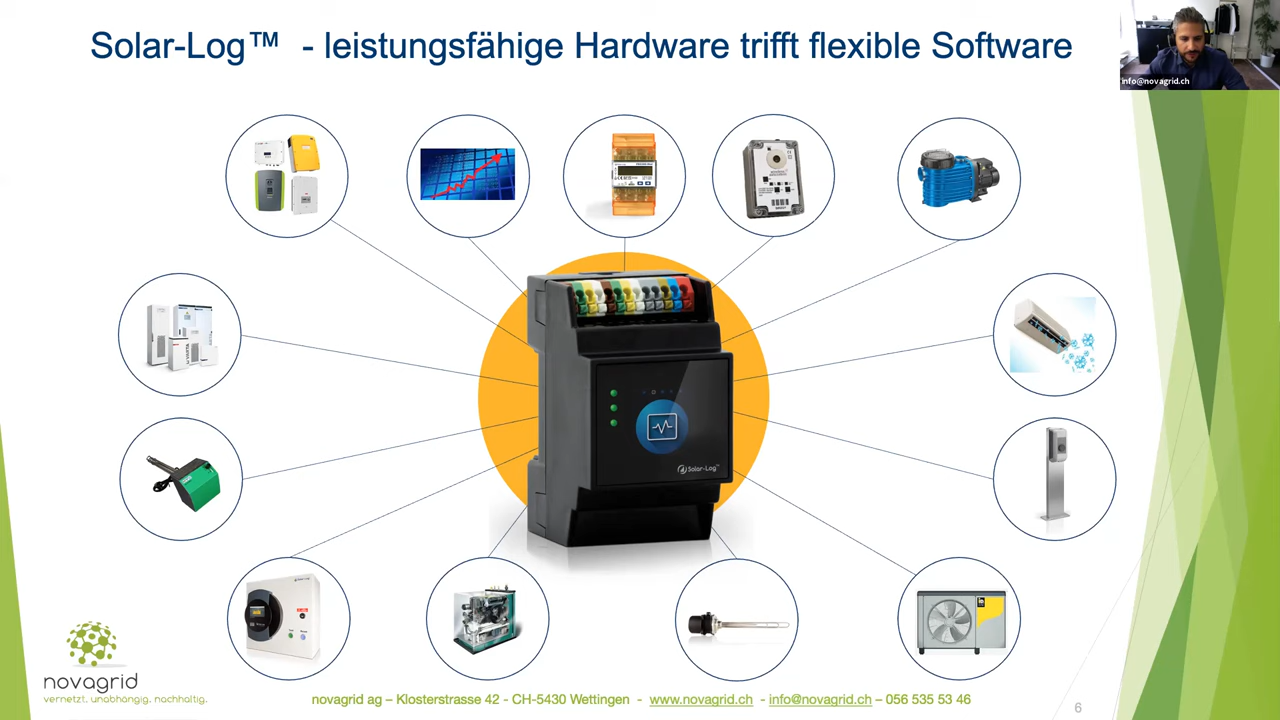 Solar-Log™ - leistungsfähige Hardware trifft flexible Software
info@novagrid.ch
Solar-Log™
novagrid
vernetzt. unabhängig. nachhaltig.
novagrid ag – Klosterstrasse 42 - CH-5430 Wettingen - www.novagrid.ch - info@novagrid.ch – 056 535 53 46
6